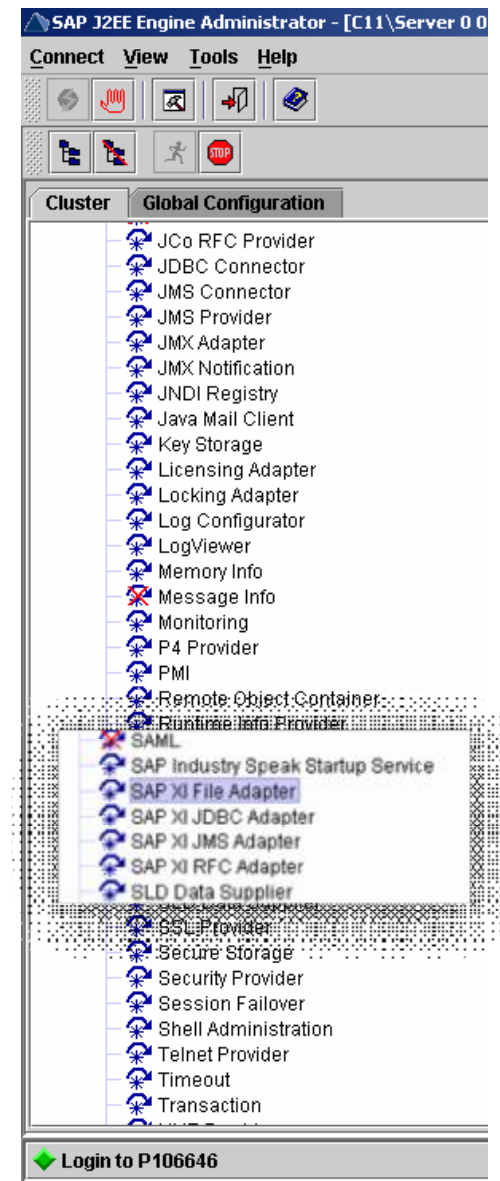 SAP J2EE Engine Administrator - [C11\Server 0 0
Connect View Tools Help
STOP
Cluster Global Configuration
JCo RFC Provider
JDBC Connector
JMS Connector
JMS Provider
JMX Adapter
JMX Notification
JNDI Registry
Java Mail Client
Key Storage
Licensing Adapter
Locking Adapter
Log Configurator
LogViewer
Memory Info
Message Info
Monitoring
P4 Provider
PMI
Remote Object Container
Runtime Info Provider
SAML
SAP Industry Speak Startup Service
SAP XI File Adapter
SAP XI JDBC Adapter
SAP XI JMS Adapter
SAP XI RFC Adapter
SLD Data Supplier
SSL Provider
Secure Storage
Security Provider
Session Failover
Shell Administration
Telnet Provider
Timeout
Transaction
Login to P106646